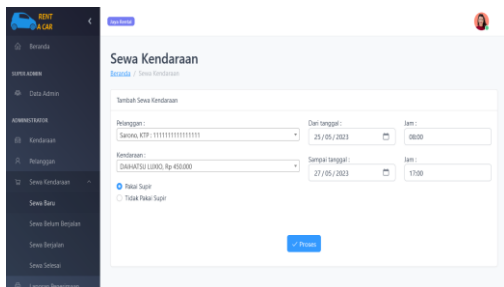 RENT
A CAR
Beranda
SUPER ADMIN
Data Admin
ADMINISTRATOR
Kendaraan
Pelanggan
Sewa Kendaraan
Sewa Baru
Sewa Belum Berjalan
Sewa Berjalan
Sewa Selesai
Sewa Kendaraan
Beranda / Sewa Kendaraan
Tambah Sewa Kendaraan
Pelanggan :
Sarono, KTP : 1111111111111111
Kendaraan :
DAIHATSU LUXIO, Rp 450.000
Pakai Supir
Tidak Pakai Supir
Dari tanggal :
25 / 05 / 2023
Jam :
08:00
Sampai tanggal :
27 / 05 / 2023
Jam :
17:00
Proses